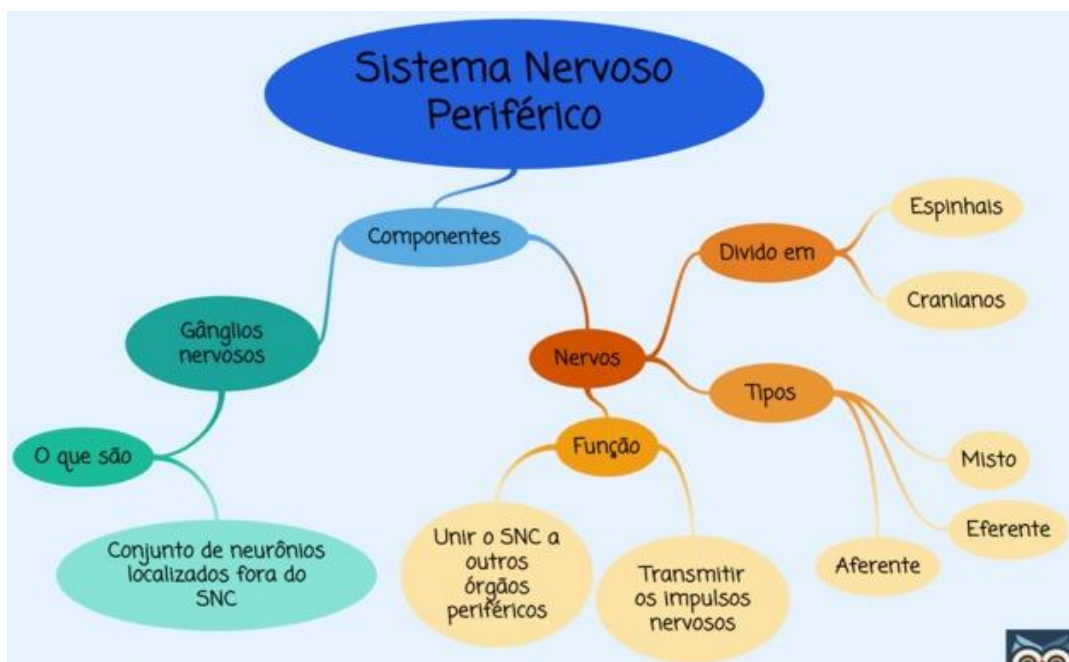 Sistema Nervoso
Periférico
Componentes
Gânglios
nervosos
O que são
Conjunto de neurônios
localizados fora do
SNC
Nervos
Divido em
Espinhais
Cranianos
Tipos
Misto
Eferente
Aferente
Função
Unir o SNC a
outros
órgãos
periféricos
Transmitir
os impulsos
nervosos